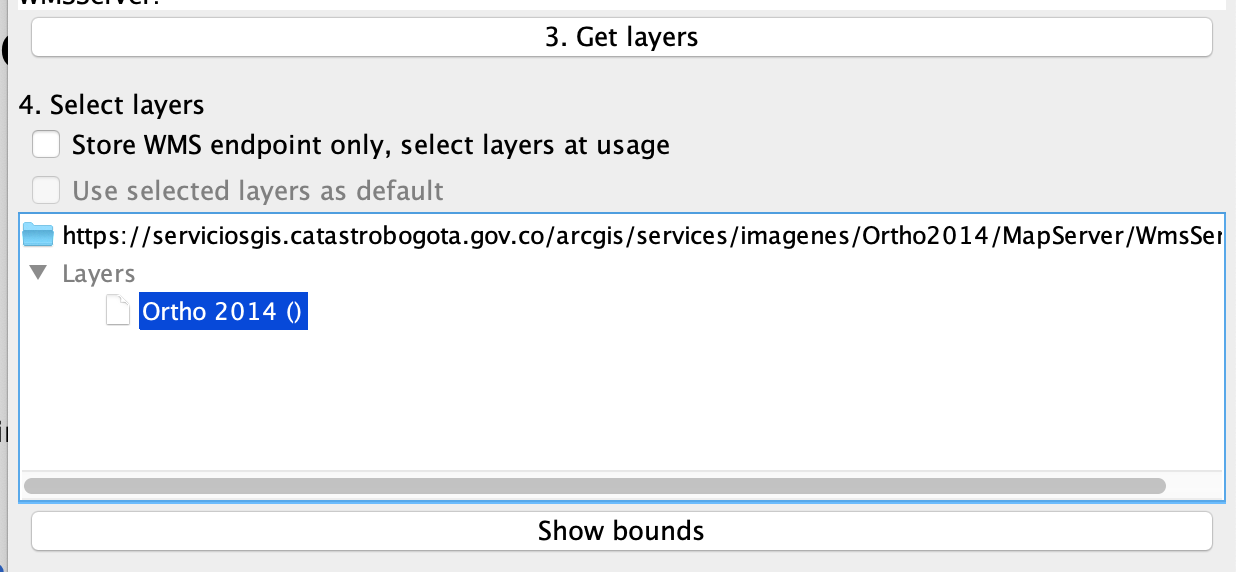 WMSServer.
3. Get layers
4. Select layers
Store WMS endpoint only, select layers at usage
Use selected layers as default
https://serviciosgis.catastrobogota.gov.co/arcgis/services/imagenes/Ortho2014/MapServer/WmsSer
Layers
Ortho 2014 ()
Show bounds